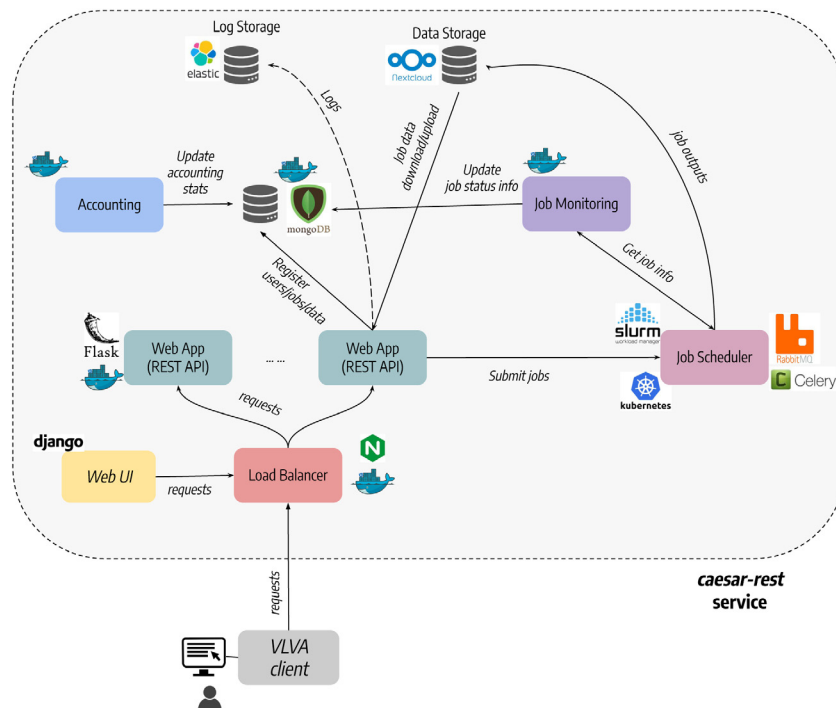 Log Storage
elastic
Data Storage
Nextcloud
Logs
Job data
download/upload
job outputs
Update
accounting
stats
Accounting
mongoDB
Update
job status info
Job Monitoring
Get job info
Register
users/jobs/data
Flask
Web App
(REST API)
... ...
Web App
(REST API)
Submit jobs
slurm
workload manager
kubernetes
Job Scheduler
RabbitMQ
C
Celery
requests
django
Web UI
requests
Load Balancer
N
requests
caesar-rest
service
VLVA
client